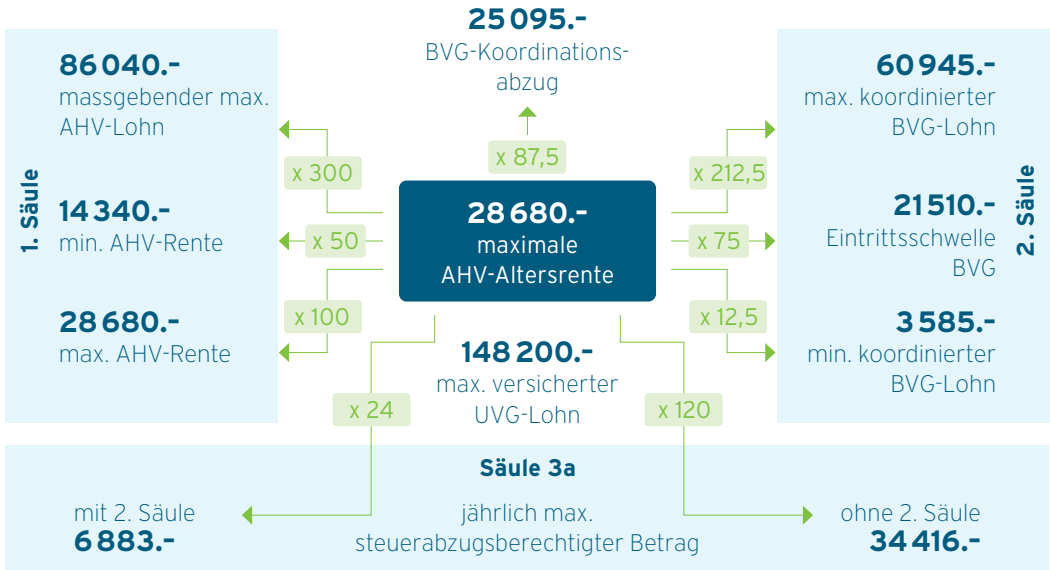 25 095.-
BVG-Koordinations-
abzug
x 87,5
1. Säule
86 040.-
massgebender max.
AHV-Lohn
x 300
14 340.-
min. AHV-Rente
x 50
28 680.-
max. AHV-Rente
x 100
28 680.-
maximale
AHV-Altersrente
148 200.-
max. versicherter
UVG-Lohn
2. Säule
60 945.-
max. koordinierter
BVG-Lohn
x 212,5
21 510.-
Eintrittsschwelle
BVG
x 75
3 585.-
min. koordinierter
BVG-Lohn
x 12,5
x 24
x 120
Säule 3a
mit 2. Säule
6 883.-
jährlich max.
steuerabzugsberechtigter Betrag
ohne 2. Säule
34 416.-